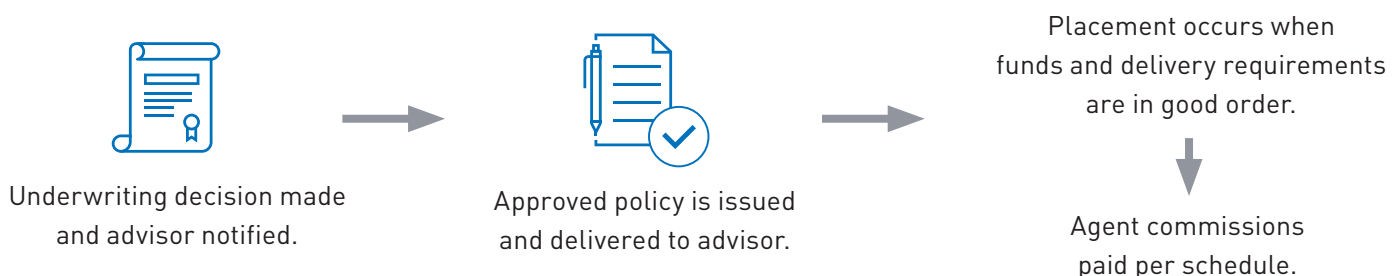 Underwriting decision made
and advisor notified.
Approved policy is issued
and delivered to advisor.
Placement occurs when
funds and delivery requirements
are in good order.
Agent commissions
paid per schedule.